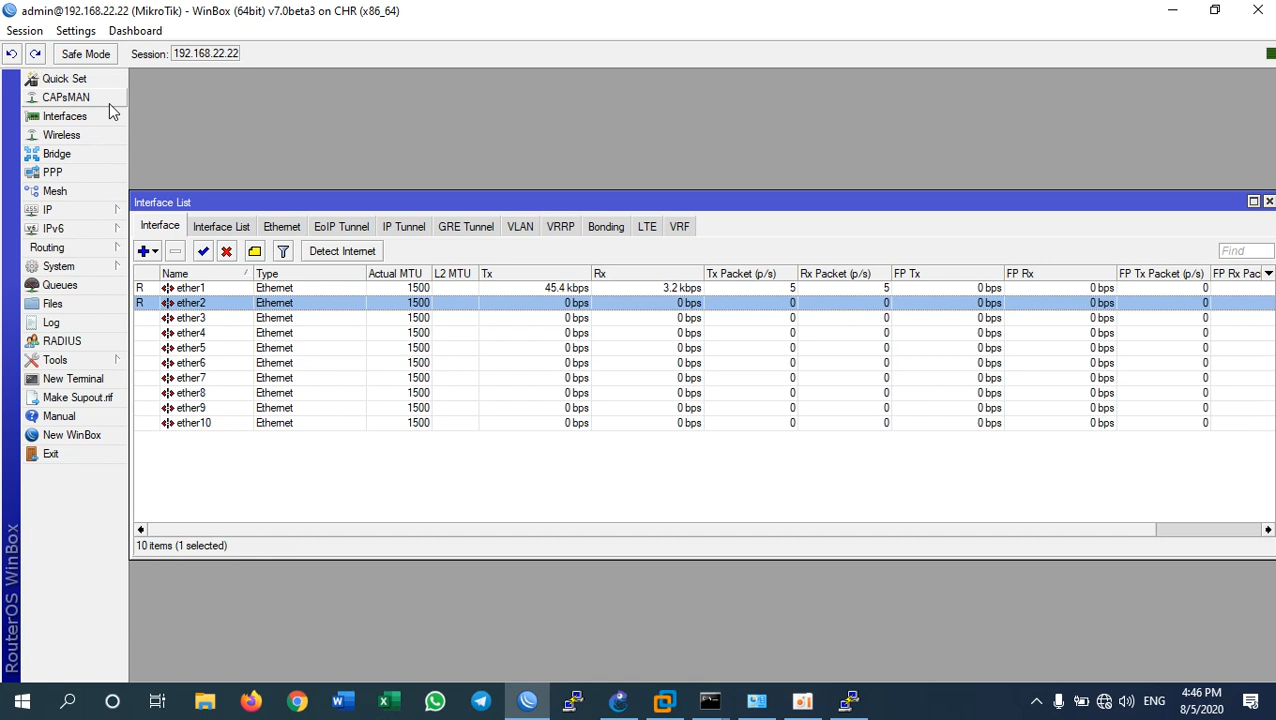 admin@192.168.22.22 (MikroTik) - WinBox (64bit) v7.0beta3 on CHR (x86_64)
Session Settings Dashboard
Safe Mode Session: 192.168.22.22
Quick Set
CAPsMAN
Interfaces
Wireless
Bridge
PPP
Mesh
IP
IPv6
Routing
System
Queues
Files
Log
RADIUS
Tools
New Terminal
Make Supout.rif
Manual
New WinBox
Exit
RouterOS WinBox
Interface List
Interface Interface List Ethernet EoIP Tunnel IP Tunnel GRE Tunnel VLAN VRRP Bonding LTE VRF
Detect Internet Find
Name Type Actual MTU L2 MTU Tx Rx Tx Packet (p/s) Rx Packet (p/s) FP Tx FP Rx FP Tx Packet (p/s) FP Rx Pac
R ether1 Ethernet 1500 45.4 kbps 3.2 kbps 5 5 0 bps 0 bps 0
R ether2 Ethernet 1500 0 bps 0 bps 0 0 0 bps 0 bps 0
ether3 Ethernet 1500 0 bps 0 bps 0 0 0 bps 0 bps 0
ether4 Ethernet 1500 0 bps 0 bps 0 0 0 bps 0 bps 0
ether5 Ethernet 1500 0 bps 0 bps 0 0 0 bps 0 bps 0
ether6 Ethernet 1500 0 bps 0 bps 0 0 0 bps 0 bps 0
ether7 Ethernet 1500 0 bps 0 bps 0 0 0 bps 0 bps 0
ether8 Ethernet 1500 0 bps 0 bps 0 0 0 bps 0 bps 0
ether9 Ethernet 1500 0 bps 0 bps 0 0 0 bps 0 bps 0
ether10 Ethernet 1500 0 bps 0 bps 0 0 0 bps 0 bps 0
10 items (1 selected)
ENG
4:46 PM
8/5/2020